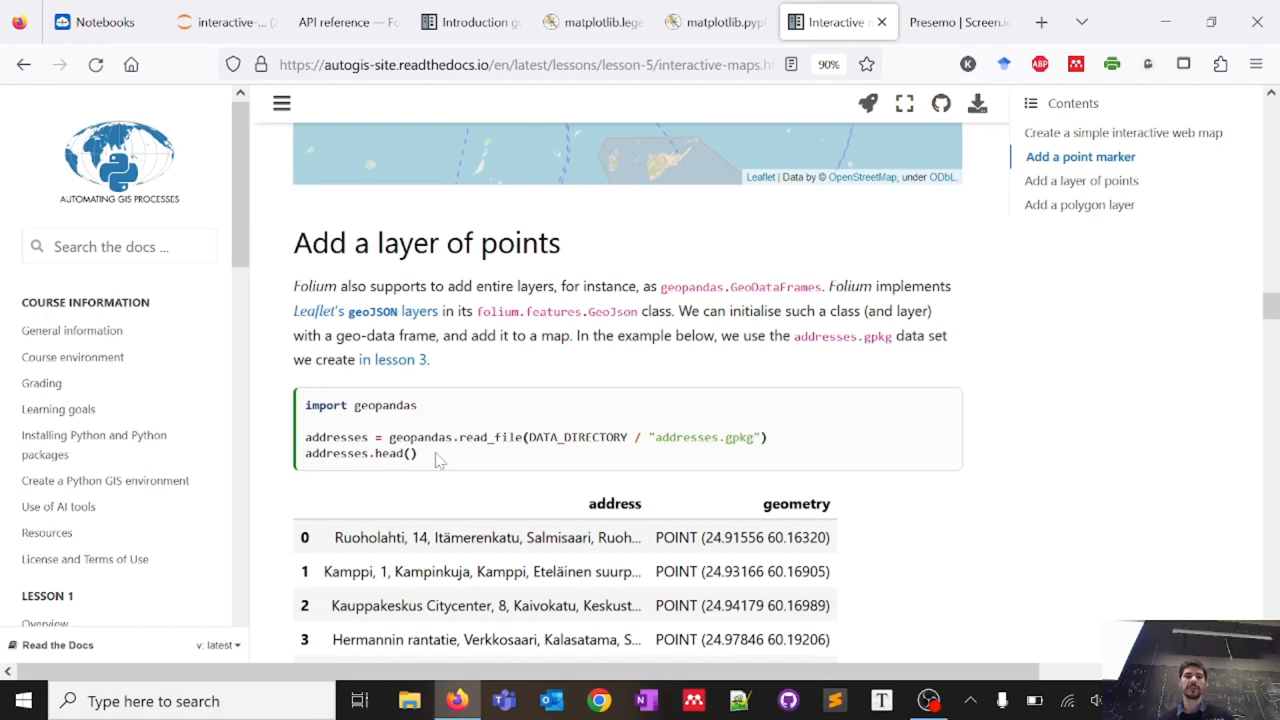 Notebooks
interactive-...
API reference — Fo
Introduction g
matplotlib.lege
matplotlib.pyp
Interactive
Presemo | Screen.io
https://autogis-site.readthedocs.io/en/latest/lessons/lesson-5/interactive-maps.h
90%
ABP
AUTOMATING GIS PROCESSES
Search the docs ...
COURSE INFORMATION
General information
Course environment
Grading
Learning goals
Installing Python and Python
packages
Create a Python GIS environment
Use of AI tools
Resources
License and Terms of Use
LESSON 1
Overview
Read the Docs
v: latest
Leaflet | Data by © OpenStreetMap, under ODbL.
Add a layer of points
Folium also supports to add entire layers, for instance, as geopandas.GeoDataFrames. Folium implements
Leaflet's geoJSON layers in its folium.features.GeoJson class. We can initialise such a class (and layer)
with a geo-data frame, and add it to a map. In the example below, we use the addresses.gpkg data set
we create in lesson 3.
import geopandas
addresses = geopandas.read_file(DATA_DIRECTORY / "addresses.gpkg")
addresses.head()
address geometry
0 Ruoholahti, 14, Itämerenkatu, Salmisaari, Ruoh... POINT (24.91556 60.16320)
1 Kamppi, 1, Kampinkuja, Kamppi, Eteläinen suurp... POINT (24.93166 60.16905)
2 Kauppakeskus Citycenter, 8, Kaivokatu, Keskust... POINT (24.94179 60.16989)
3 Hermannin rantatie, Verkkosaari, Kalasatama, S... POINT (24.97846 60.19206)
Contents
Create a simple interactive web map
Add a point marker
Add a layer of points
Add a polygon layer
Type here to search